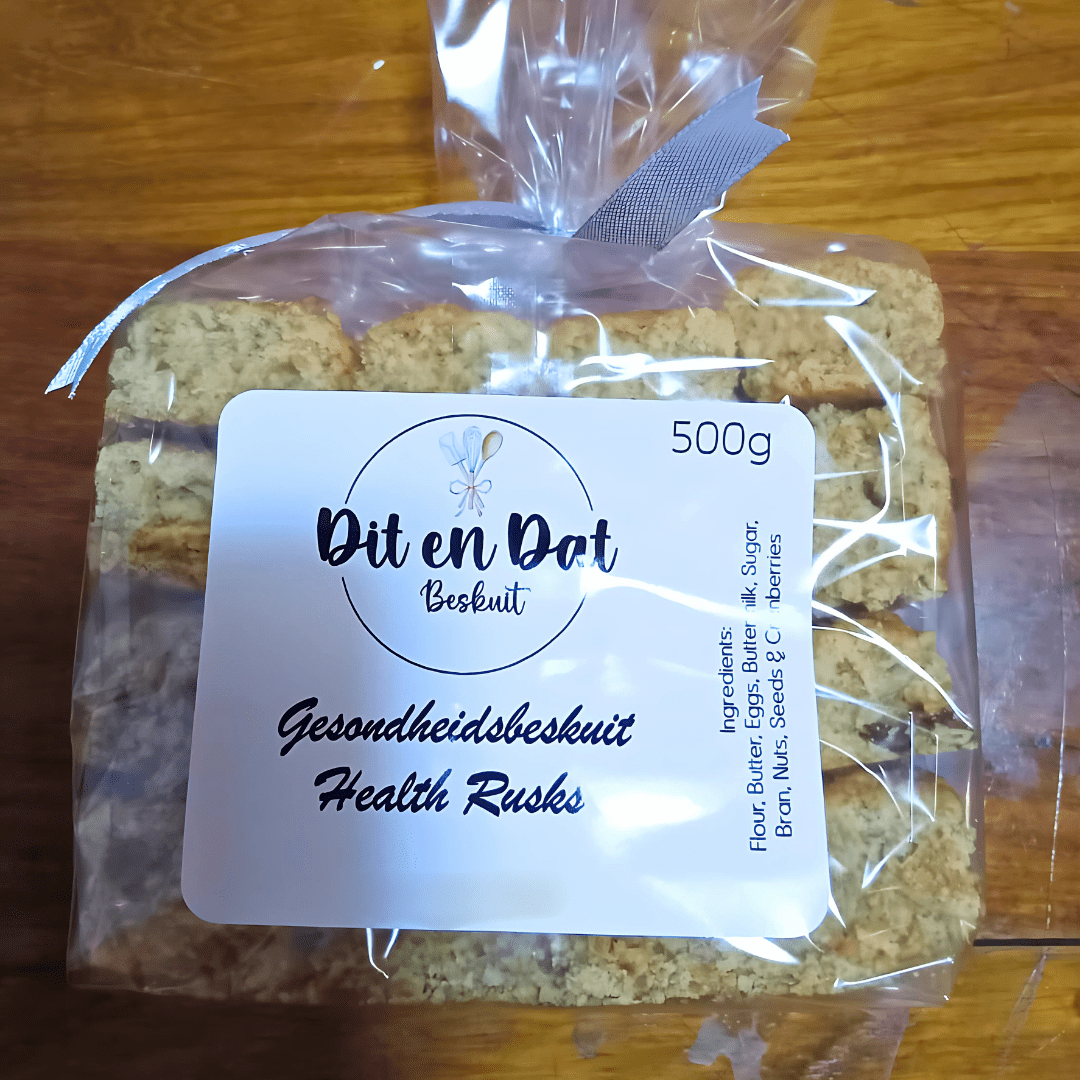 500g
Dit en Dat
Beskuit
Gesondheidsbeskuit
Health Rusks
Ingredients:
Flour, Butter, Eggs, Buttermilk, Sugar,
Bran, Nuts, Seeds & Cranberries